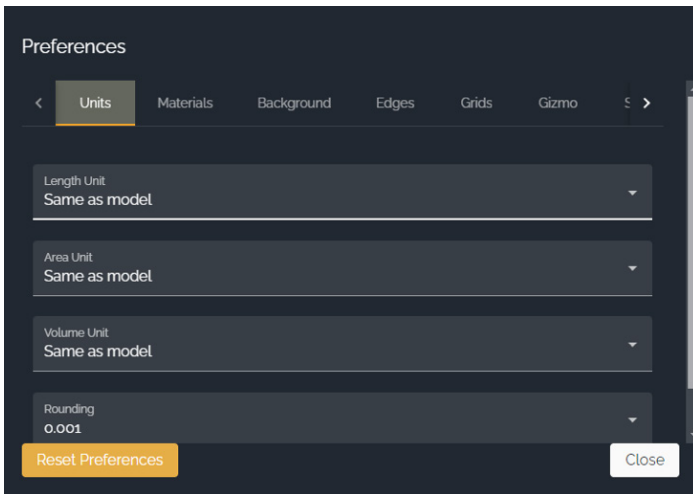 Preferences
Units Materials Background Edges Grids Gizmo
Length Unit
Same as model
Area Unit
Same as model
Volume Unit
Same as model
Rounding
0.001
Reset Preferences Close